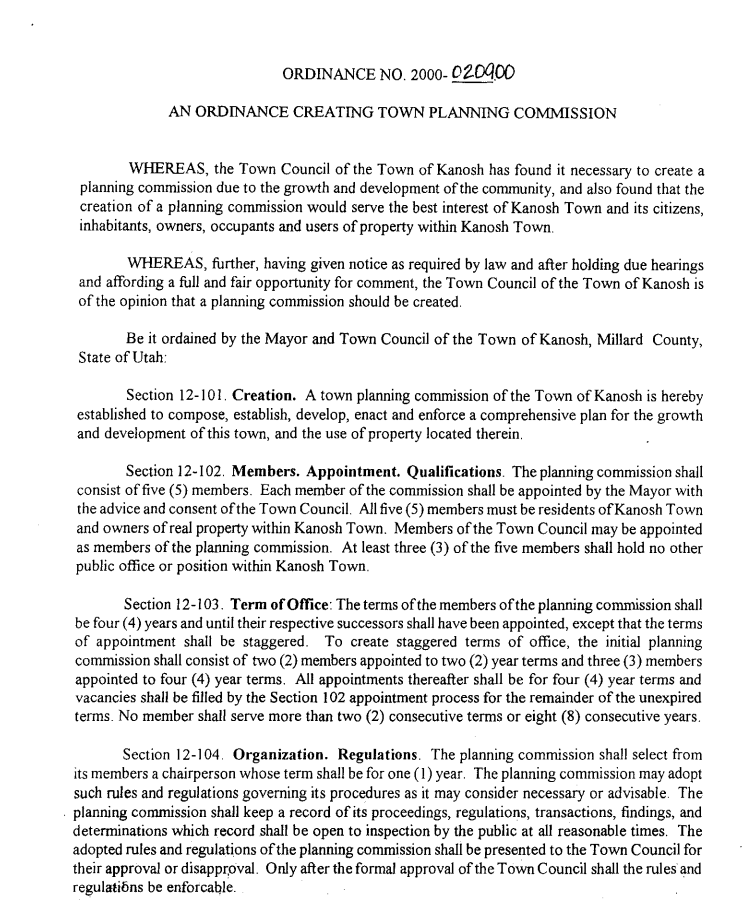 ORDINANCE NO. 2000-020900
AN ORDINANCE CREATING TOWN PLANNING COMMISSION
WHEREAS, the Town Council of the Town of Kanosh has found it necessary to create a
planning commission due to the growth and development of the community, and also found that the
creation of a planning commission would serve the best interest of Kanosh Town and its citizens,
inhabitants, owners, occupants and users of property within Kanosh Town.
WHEREAS, further, having given notice as required by law and after holding due hearings
and affording a full and fair opportunity for comment, the Town Council of the Town of Kanosh is
of the opinion that a planning commission should be created.
Be it ordained by the Mayor and Town Council of the Town of Kanosh, Millard County,
State of Utah:
Section 12-101. Creation. A town planning commission of the Town of Kanosh is hereby
established to compose, establish, develop, enact and enforce a comprehensive plan for the growth
and development of this town, and the use of property located therein.
Section 12-102. Members. Appointment. Qualifications. The planning commission shall
consist of five (5) members. Each member of the commission shall be appointed by the Mayor with
the advice and consent of the Town Council. All five (5) members must be residents of Kanosh Town
and owners of real property within Kanosh Town. Members of the Town Council may be appointed
as members of the planning commission. At least three (3) of the five members shall hold no other
public office or position within Kanosh Town.
Section 12-103. Term of Office: The terms of the members of the planning commission shall
be four (4) years and until their respective successors shall have been appointed, except that the terms
of appointment shall be staggered. To create staggered terms of office, the initial planning
commission shall consist of two (2) members appointed to two (2) year terms and three (3) members
appointed to four (4) year terms. All appointments thereafter shall be for four (4) year terms and
vacancies shall be filled by the Section 102 appointment process for the remainder of the unexpired
terms. No member shall serve more than two (2) consecutive terms or eight (8) consecutive years.
Section 12-104. Organization. Regulations. The planning commission shall select from
its members a chairperson whose term shall be for one (1) year. The planning commission may adopt
such rules and regulations governing its procedures as it may consider necessary or advisable. The
planning commission shall keep a record of its proceedings, regulations, transactions, findings, and
determinations which record shall be open to inspection by the public at all reasonable times. The
adopted rules and regulations of the planning commission shall be presented to the Town Council for
their approval or disapproval. Only after the formal approval of the Town Council shall the rules and
regulations be enforcable.